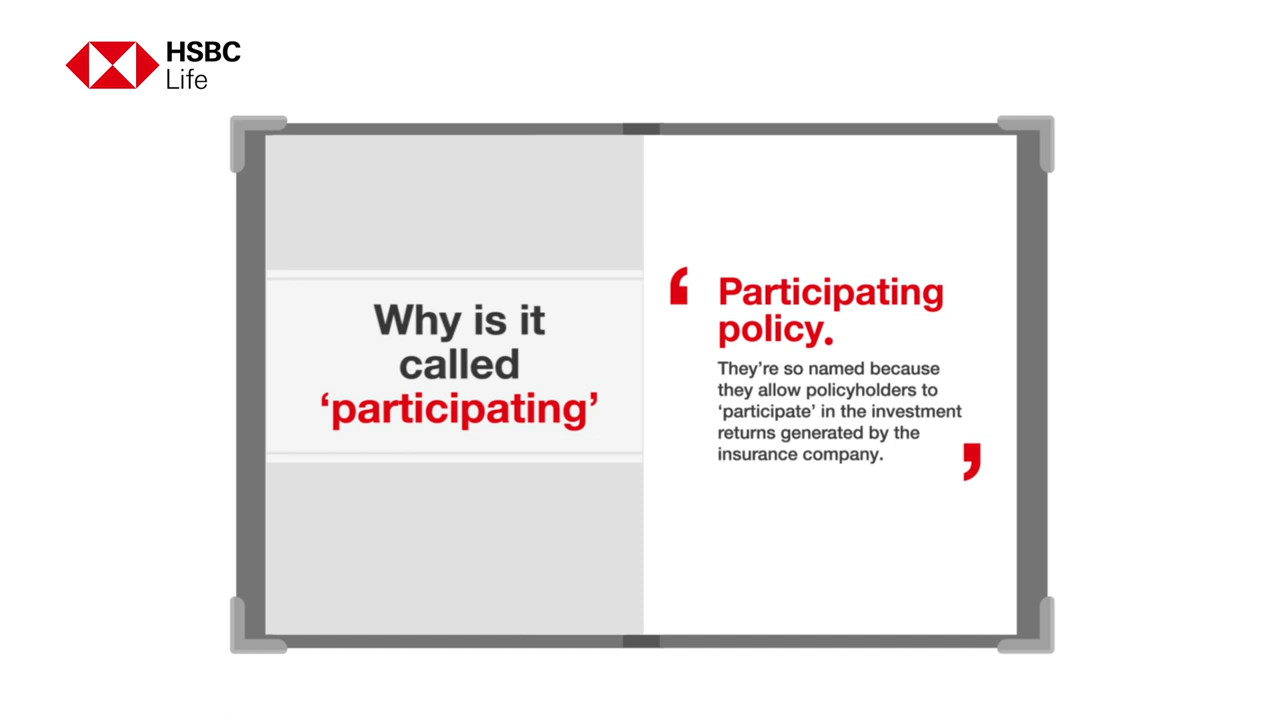 HSBC
Life
Why is it
called
‘participating’
‘
Participating
policy.
They’re so named because
they allow policyholders to
‘participate’ in the investment
returns generated by the
insurance company.
’